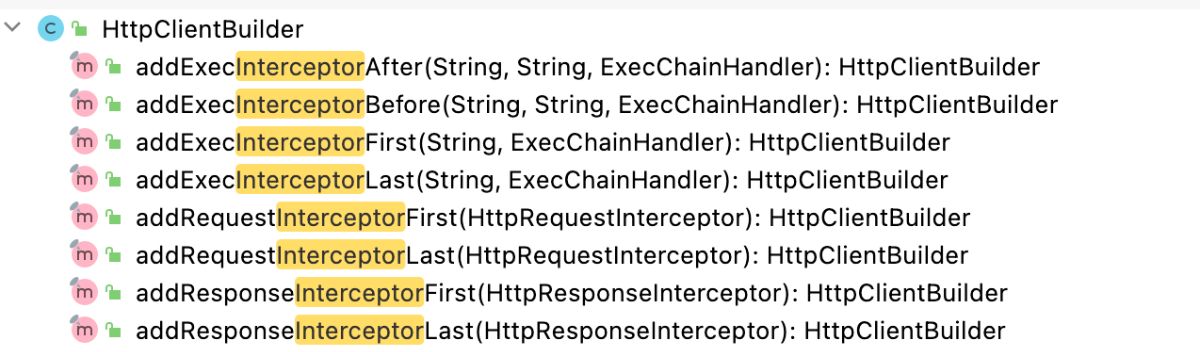 C HttpClientBuilder
m addExecInterceptorAfter(String, String, ExecChainHandler): HttpClientBuilder
m addExecInterceptorBefore(String, String, ExecChainHandler): HttpClientBuilder
m addExecInterceptorFirst(String, ExecChainHandler): HttpClientBuilder
m addExecInterceptorLast(String, ExecChainHandler): HttpClientBuilder
m addRequestInterceptorFirst(HttpRequestInterceptor): HttpClientBuilder
m addRequestInterceptorLast(HttpRequestInterceptor): HttpClientBuilder
m addResponseInterceptorFirst(HttpResponseInterceptor): HttpClientBuilder
m addResponseInterceptorLast(HttpResponseInterceptor): HttpClientBuilder